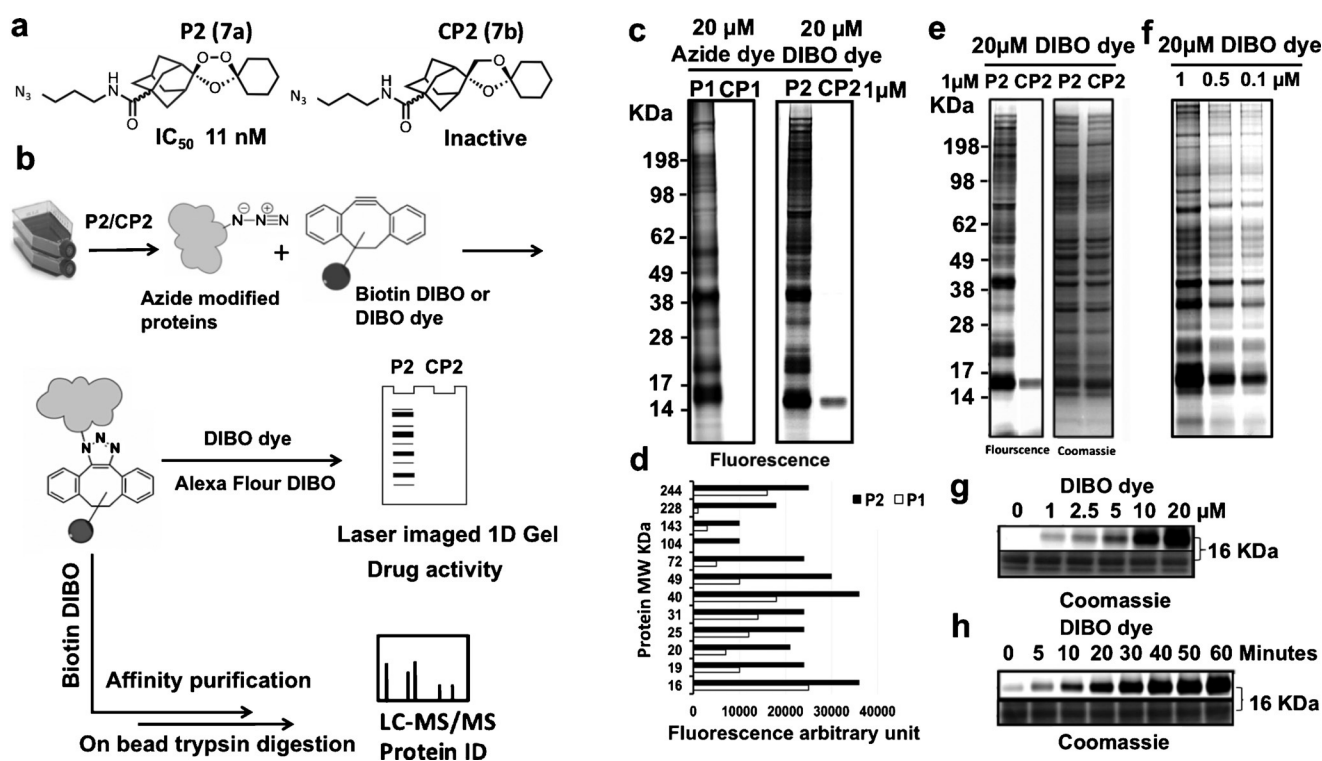 a
P2 (7a)
CP2 (7b)
N3
H
N
O
O-O
O
N3
H
N
O
O
O
IC50 11 nM
Inactive
b
P2/CP2
N-N≡N
⊖ ⊕
+
Azide modified
proteins
Biotin DIBO or
DIBO dye
N
N N
DIBO dye
Alexa Flour DIBO
P2 CP2
Laser imaged 1D Gel
Drug activity
Biotin DIBO
Affinity purification
On bead trypsin digestion
LC-MS/MS
Protein ID
c
20 µM
Azide dye
20 µM
DIBO dye
P1 CP1
P2 CP2 1µM
KDa
198
98
62
49
38
28
17
14
Fluorescence
d
Protein MW KDa
244
228
143
104
72
49
40
31
25
20
19
16
P2 P1
0 10000 20000 30000 40000
Fluorescence arbitrary unit
e
20µM DIBO dye
1µM P2 CP2 P2 CP2
KDa
198
98
62
49
38
28
17
14
Flourscence
Coomassie
f
20µM DIBO dye
1 0.5 0.1 µM
g
DIBO dye
0 1 2.5 5 10 20 µM
16 KDa
Coomassie
h
DIBO dye
0 5 10 20 30 40 50 60 Minutes
16 KDa
Coomassie